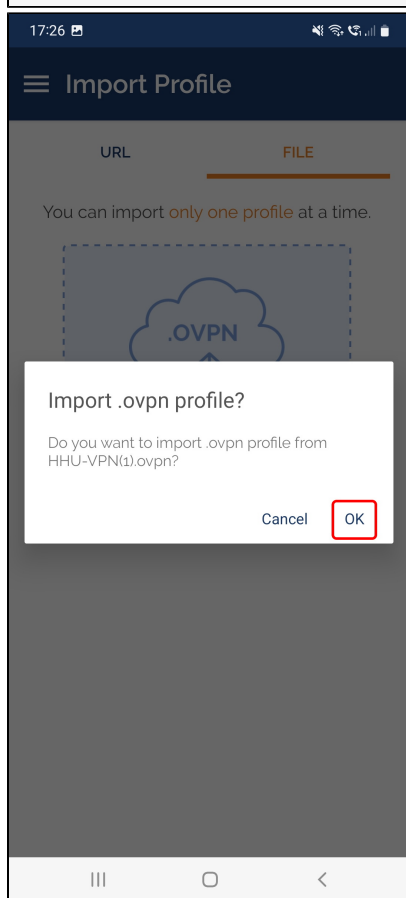 17:26
Import Profile
URL
FILE
You can import only one profile at a time.
.OVPN
Import .ovpn profile?
Do you want to import .ovpn profile from
HHU-VPN(1).ovpn?
Cancel
OK